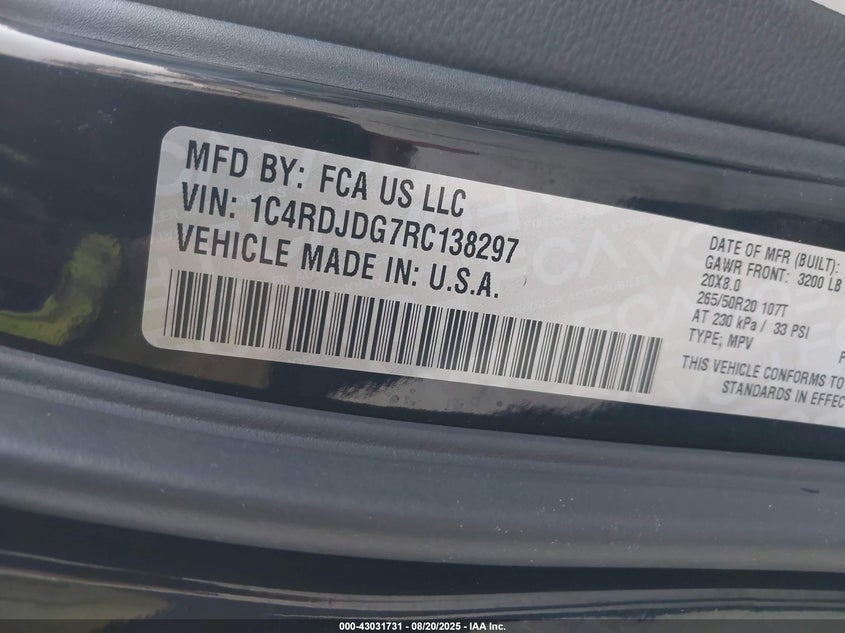 MFD BY: FCA US LLC
VIN: 1C4RDJDG7RC138297
VEHICLE MADE IN: U.S.A.
DATE OF MFR (BUILT):
GAWR FRONT: 3200 LB
20X8.0
265/50R20 107T
AT 230 kPa / 33 PSI
TYPE; MPV
P
THIS VEHICLE CONFORMS TO
STANDARDS IN EFFEC
000-43031731 - 08/20/2025 - IAA Inc.